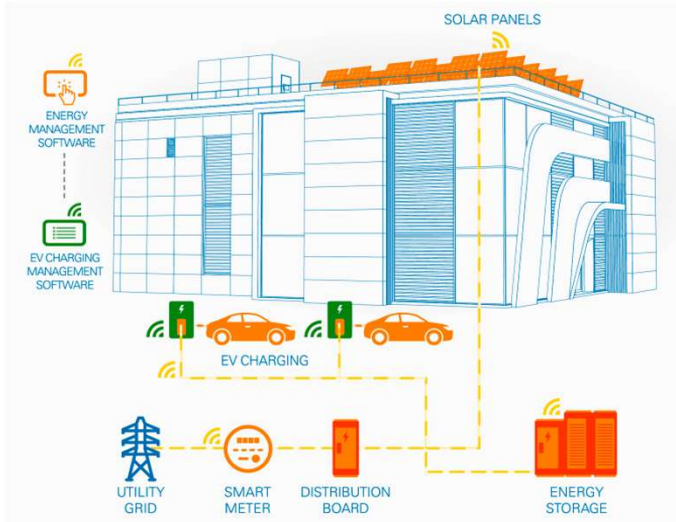 SOLAR PANELS
ENERGY
MANAGEMENT
SOFTWARE
EV CHARGING
MANAGEMENT
SOFTWARE
EV CHARGING
UTILITY
GRID
SMART
METER
DISTRIBUTION
BOARD
ENERGY
STORAGE